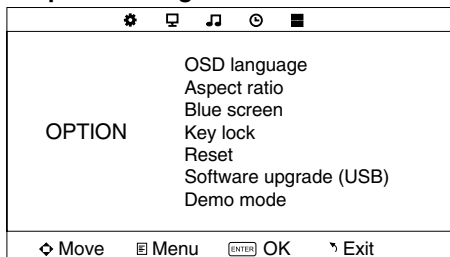 OSD language
Aspect ratio
Blue screen
OPTION
Key lock
Reset
Software upgrade (USB)
Demo mode
Move Menu ENTER OK Exit